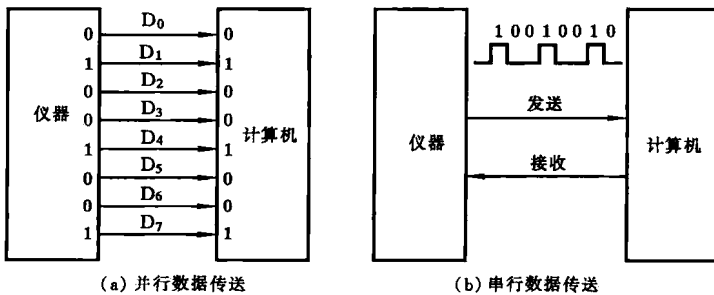 0 D₀ 0
1 D₁ 1
0 D₂ 0
0 D₃ 0
仪器
1 D₄ 1
计算机
0 D₅ 0
0 D₆ 0
1 D₇ 1
(a) 并行数据传送
1 0 0 1 0 0 1 0
发送
仪器
计算机
接收
(b) 串行数据传送